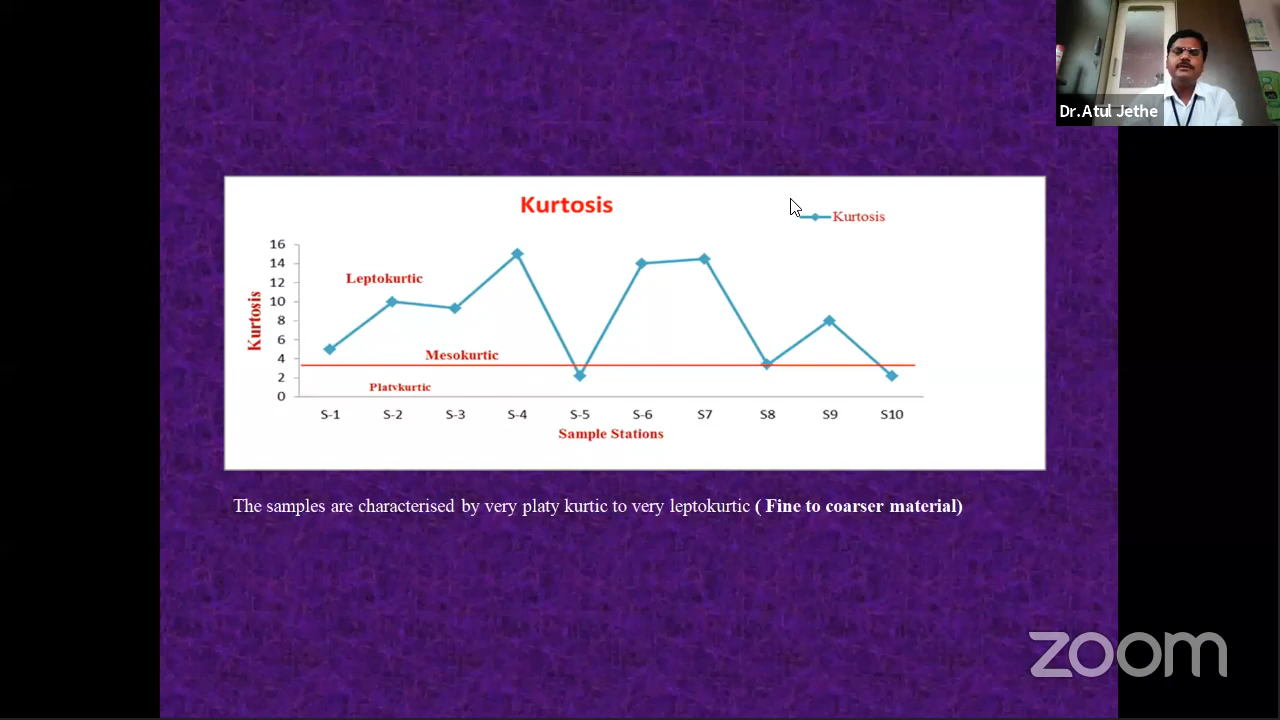 Dr.Atul Jethe
Kurtosis
Kurtosis
16
14
12
10
8
6
4
2
0
Kurtosis
Leptokurtic
Mesokurtic
Platykurtic
S-1 S-2 S-3 S-4 S-5 S-6 S7 S8 S9 S10
Sample Stations
The samples are characterised by very platy kurtic to very leptokurtic ( Fine to coarser material)
zoom